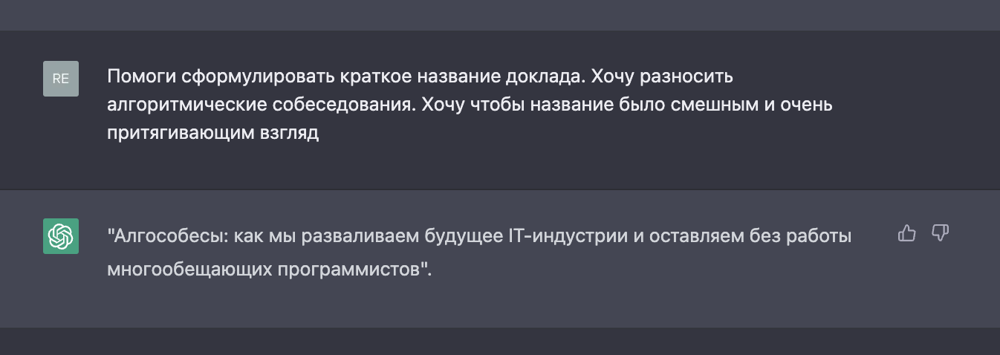 RE
Помоги сформулировать краткое название доклада. Хочу разносить
алгоритмические собеседования. Хочу чтобы название было смешным и очень
притягивающим взгляд
"Алгособесы: как мы разваливаем будущее IT-индустрии и оставляем без работы
многообещающих программистов".